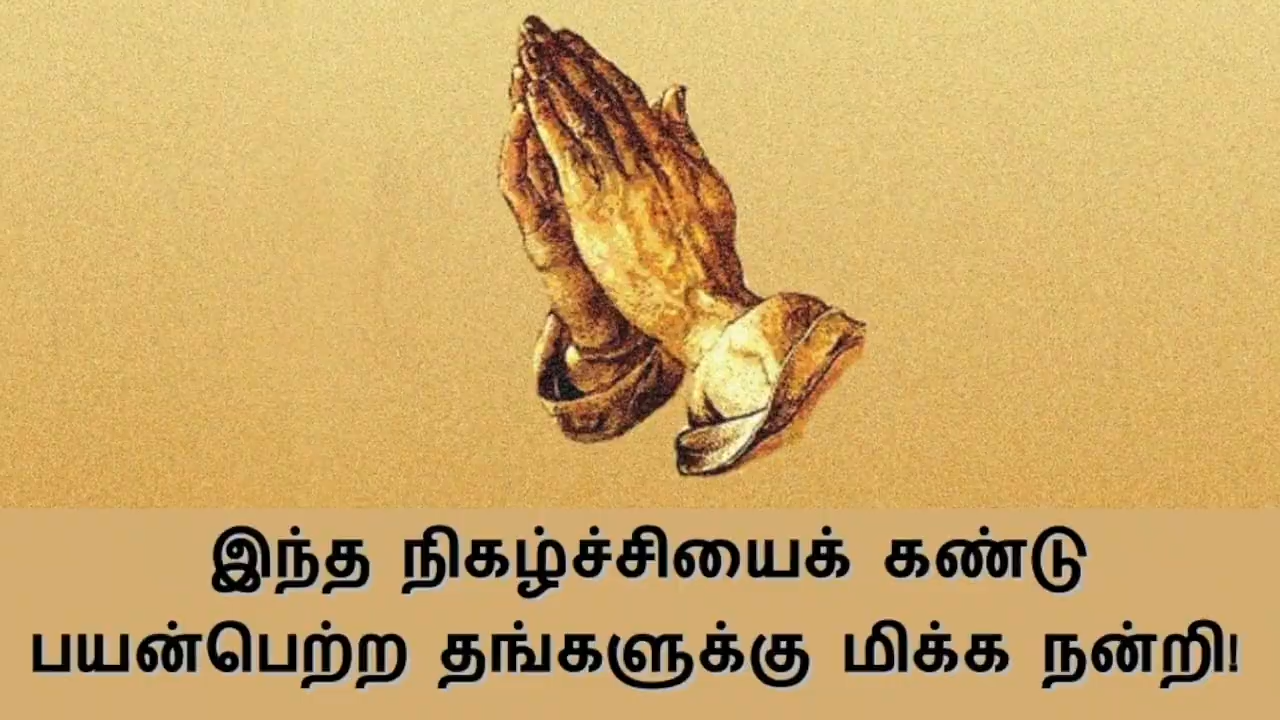 இந்த நிகழ்ச்சியைக் கண்டு
பயன்பெற்ற தங்களுக்கு மிக்க நன்றி!